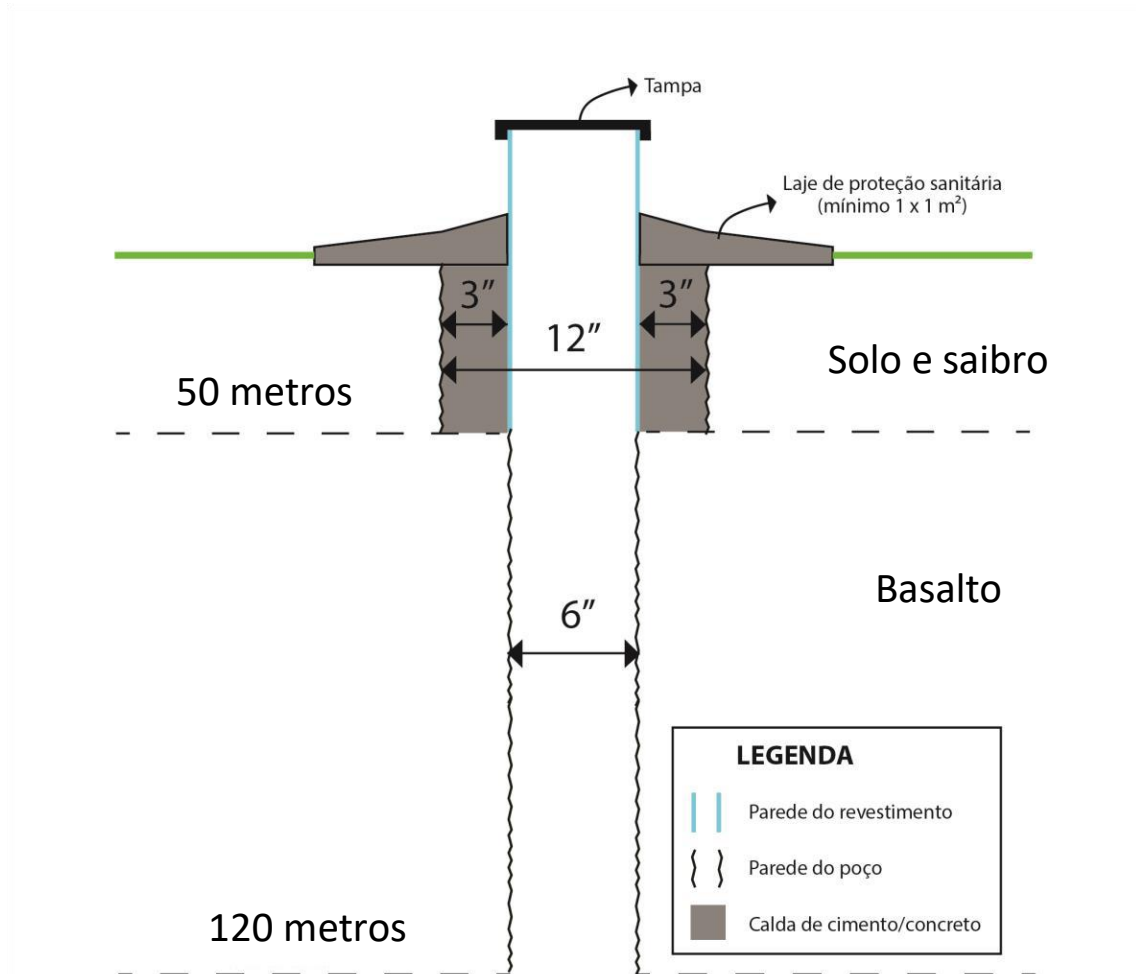 Tampa
Laje de proteção sanitária
(mínimo 1 x 1 m²)
3”
3”
12”
Solo e saibro
50 metros
Basalto
6”
LEGENDA
Parede do revestimento
Parede do poço
Calda de cimento/concreto
120 metros